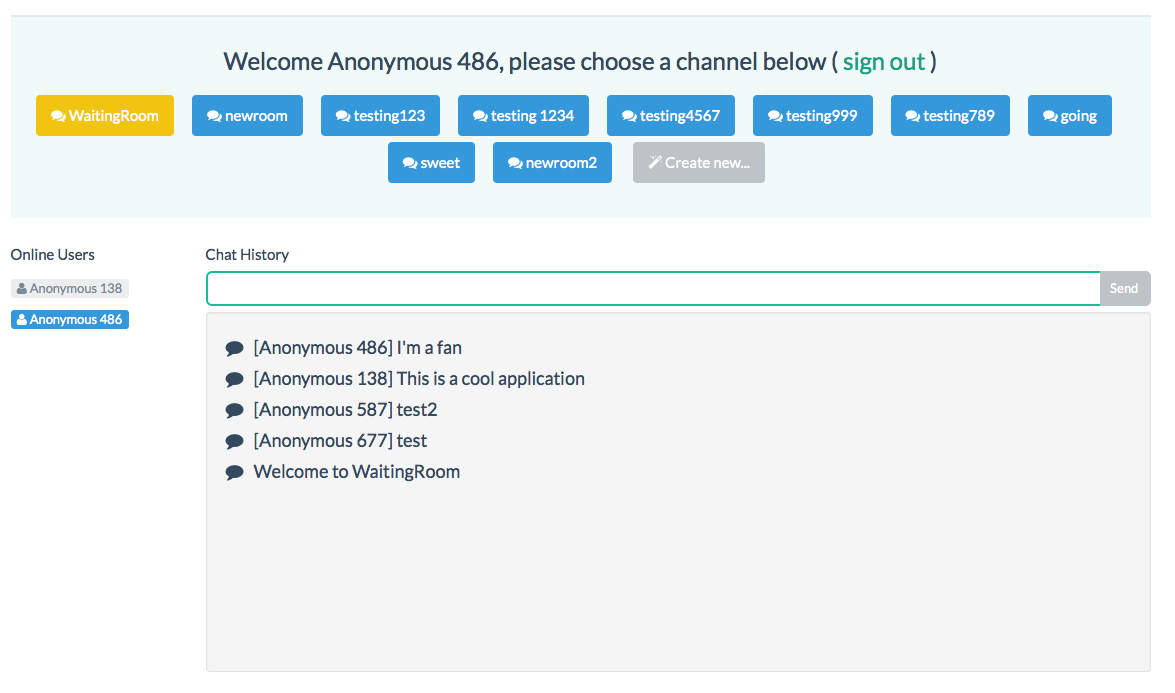 Welcome Anonymous 486, please choose a channel below ( sign out )
WaitingRoom newroom testing123 testing 1234 testing4567 testing999 testing789 going
sweet newroom2 Create new...
Online Users
Anonymous 138
Anonymous 486
Chat History
Send
[Anonymous 486] I'm a fan
[Anonymous 138] This is a cool application
[Anonymous 587] test2
[Anonymous 677] test
Welcome to WaitingRoom